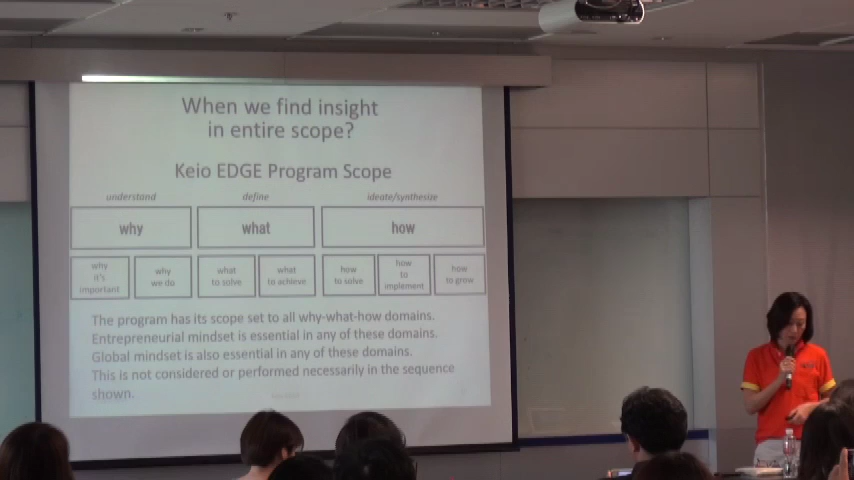 When we find insight
in entire scope?
Keio EDGE Program Scope
understand define ideate/synthesize
why what how
why
it's
important
why
we do
what
to solve
what
to achieve
how
to solve
how
to
implement
how
to grow
The program has its scope set to all why-what-how domains.
Entrepreneurial mindset is essential in any of these domains.
Global mindset is also essential in any of these domains.
This is not considered or performed necessarily in the sequence
shown.